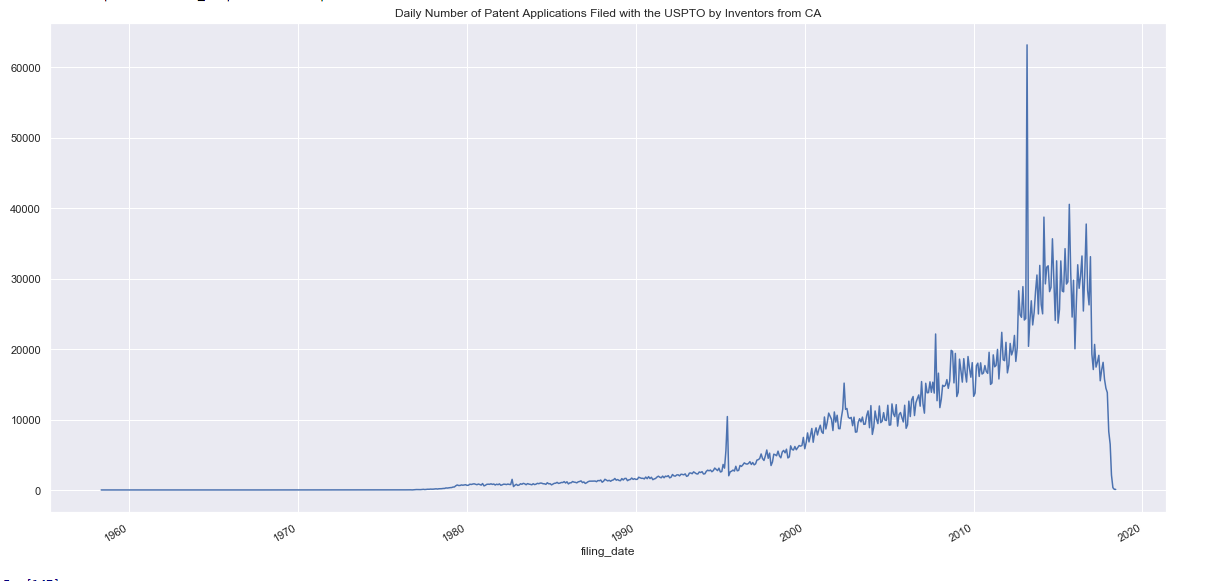 Daily Number of Patent Applications Filed with the USPTO by Inventors from CA
60000
50000
40000
30000
20000
10000
0
1960 1970 1980 1990 2000 2010 2020
filing_date